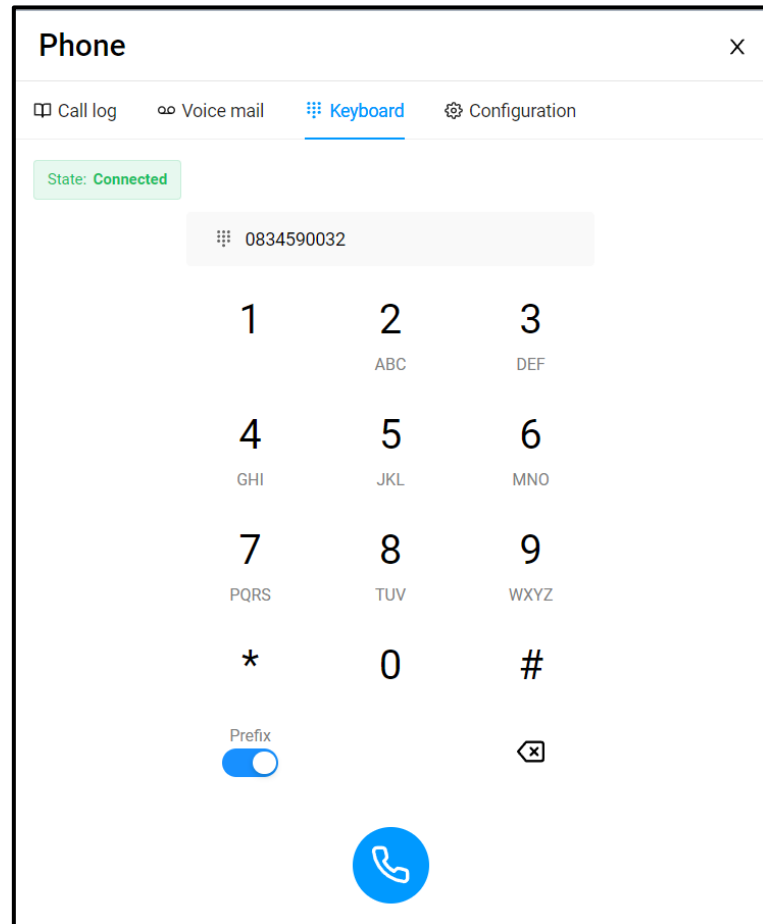 Phone
Call log Voice mail Keyboard Configuration
State: Connected
0834590032
1 2 3
ABC DEF
4 5 6
GHI JKL MNO
7 8 9
PQRS TUV WXYZ
* 0 #
Prefix